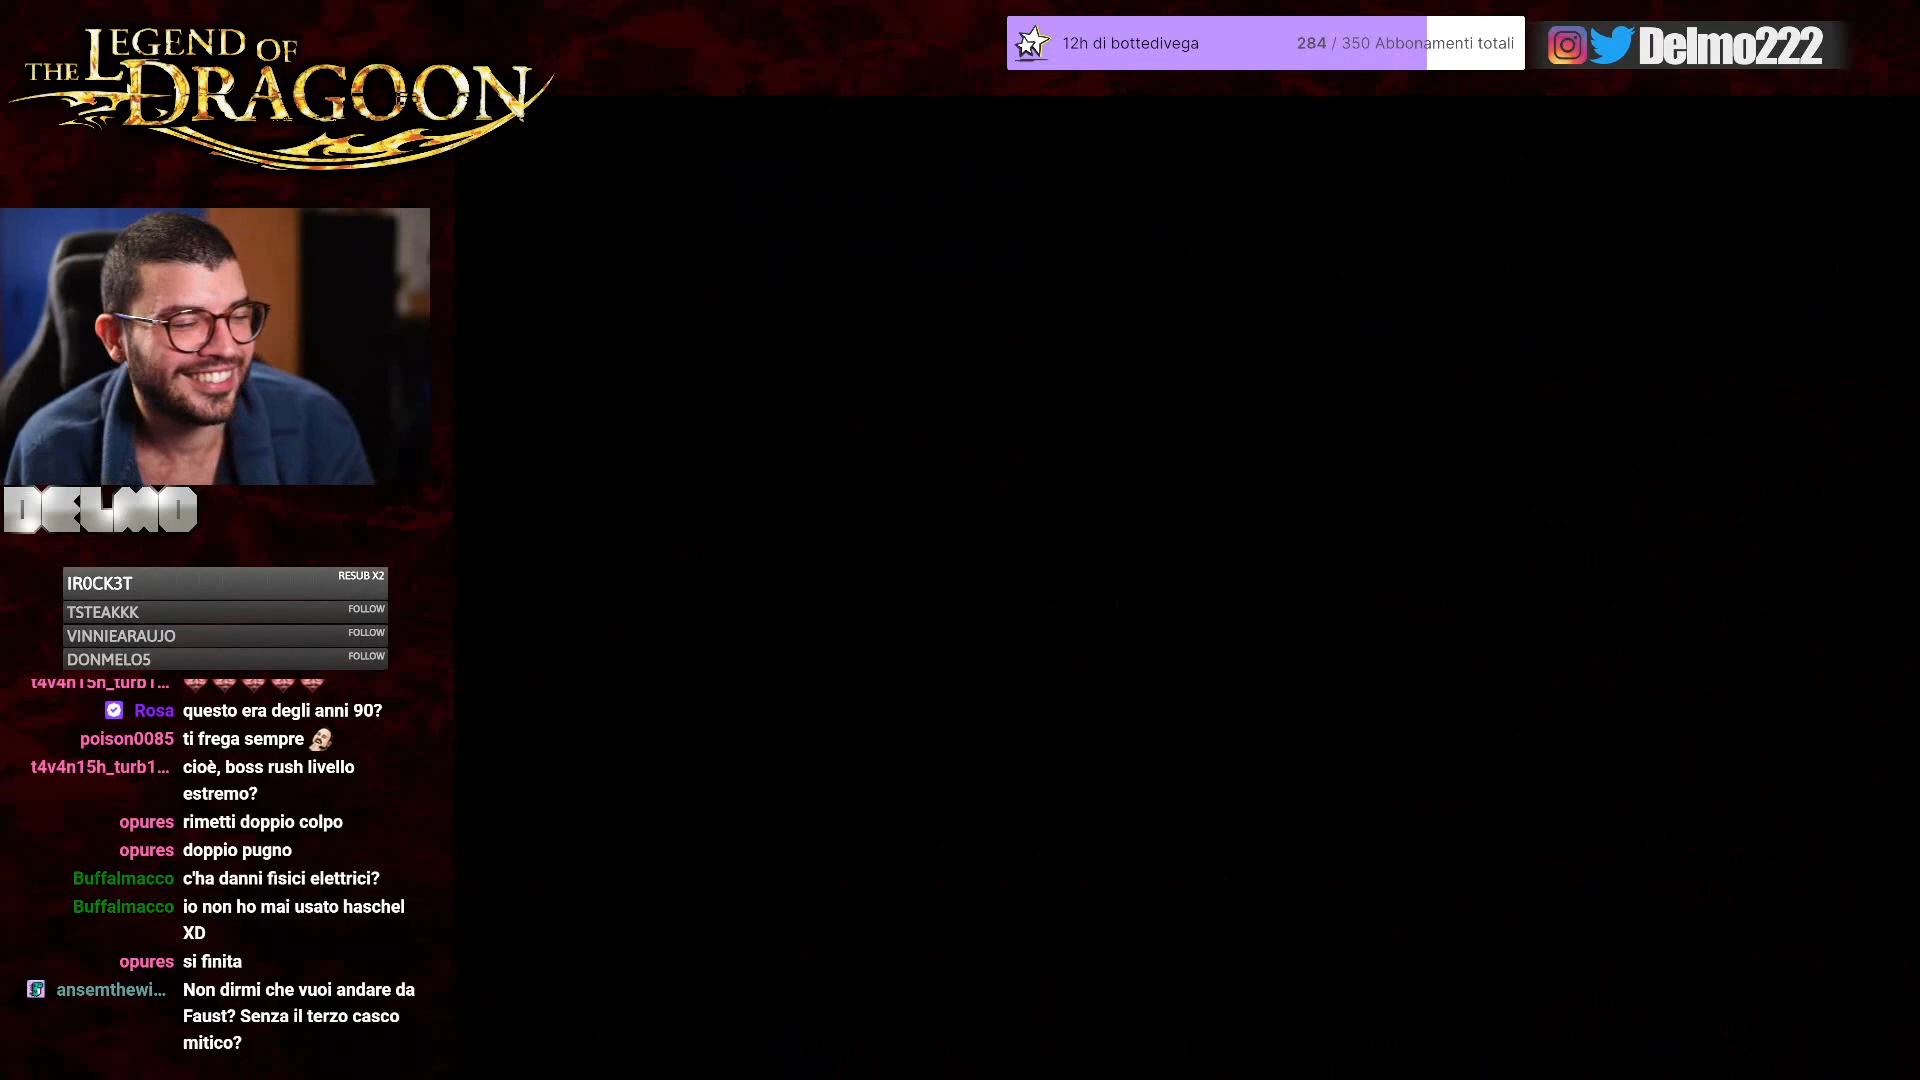 THE LEGEND OF
DRAGOON
12h di bottedivega
284 / 350 Abbonamenti totali
Delmo222
DELMO
IR0CK3T RESUB X2
TSTEAKKK FOLLOW
VINNIEARAUJO FOLLOW
DONMELO5 FOLLOW
t4v4n15h_turb1...
Rosa questo era degli anni 90?
poison0085 ti frega sempre
t4v4n15h_turb1... cioè, boss rush livello
estremo?
opures rimetti doppio colpo
opures doppio pugno
Buffalmacco c'ha danni fisici elettrici?
Buffalmacco io non ho mai usato haschel
XD
opures si finita
ansemthewi... Non dirmi che vuoi andare da
Faust? Senza il terzo casco
mitico?